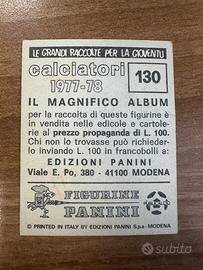 LE GRANDI RACCOLTE PER LA GIOVENTU
calciatori
1977-78
130
IL MAGNIFICO ALBUM
per la raccolta di queste figurine è
in vendita nelle edicole e cartole-
rie al prezzo propaganda di L. 100.
Chi non lo trovasse può richieder-
lo inviando L. 100 in francobolli a:
EDIZIONI PANINI
Viale E. Po, 380 - 41100 MODENA
FIGURINE
PANINI
© PRINTED IN ITALY BY EDIZIONI PANINI S.p.a - MODENA
subito